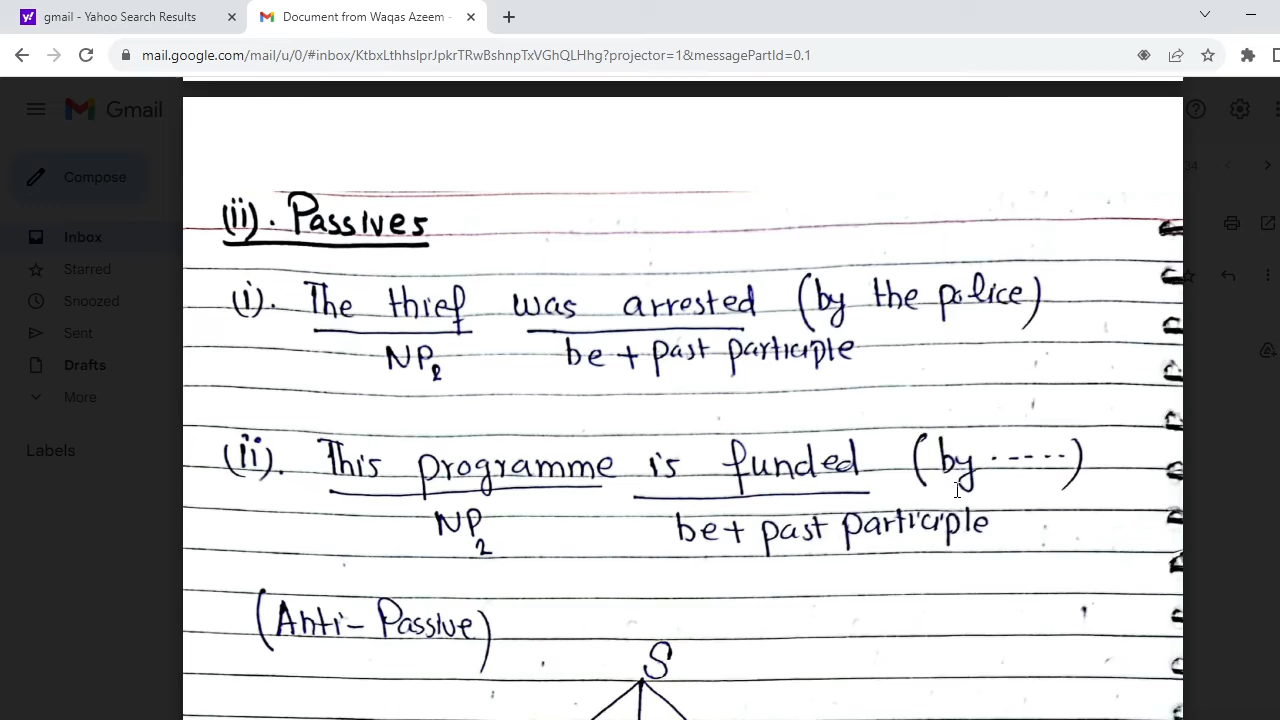 gmail - Yahoo Search Results
Document from Waqas Azeem -
mail.google.com/mail/u/0/#inbox/KtbxLthhsIprJpkrTRwBshnpTxVGhQLHhg?projector=1&messagePartId=0.1
Gmail
34
Compose
Inbox
Starred
Snoozed
Sent
Drafts
More
Labels
(ii). Passives
(i). The thief was arrested (by the police)
NP2 be + past participle
(ii). This programme is funded (by .-----)
NP2 be + past participle
(Anti-Passive)
S